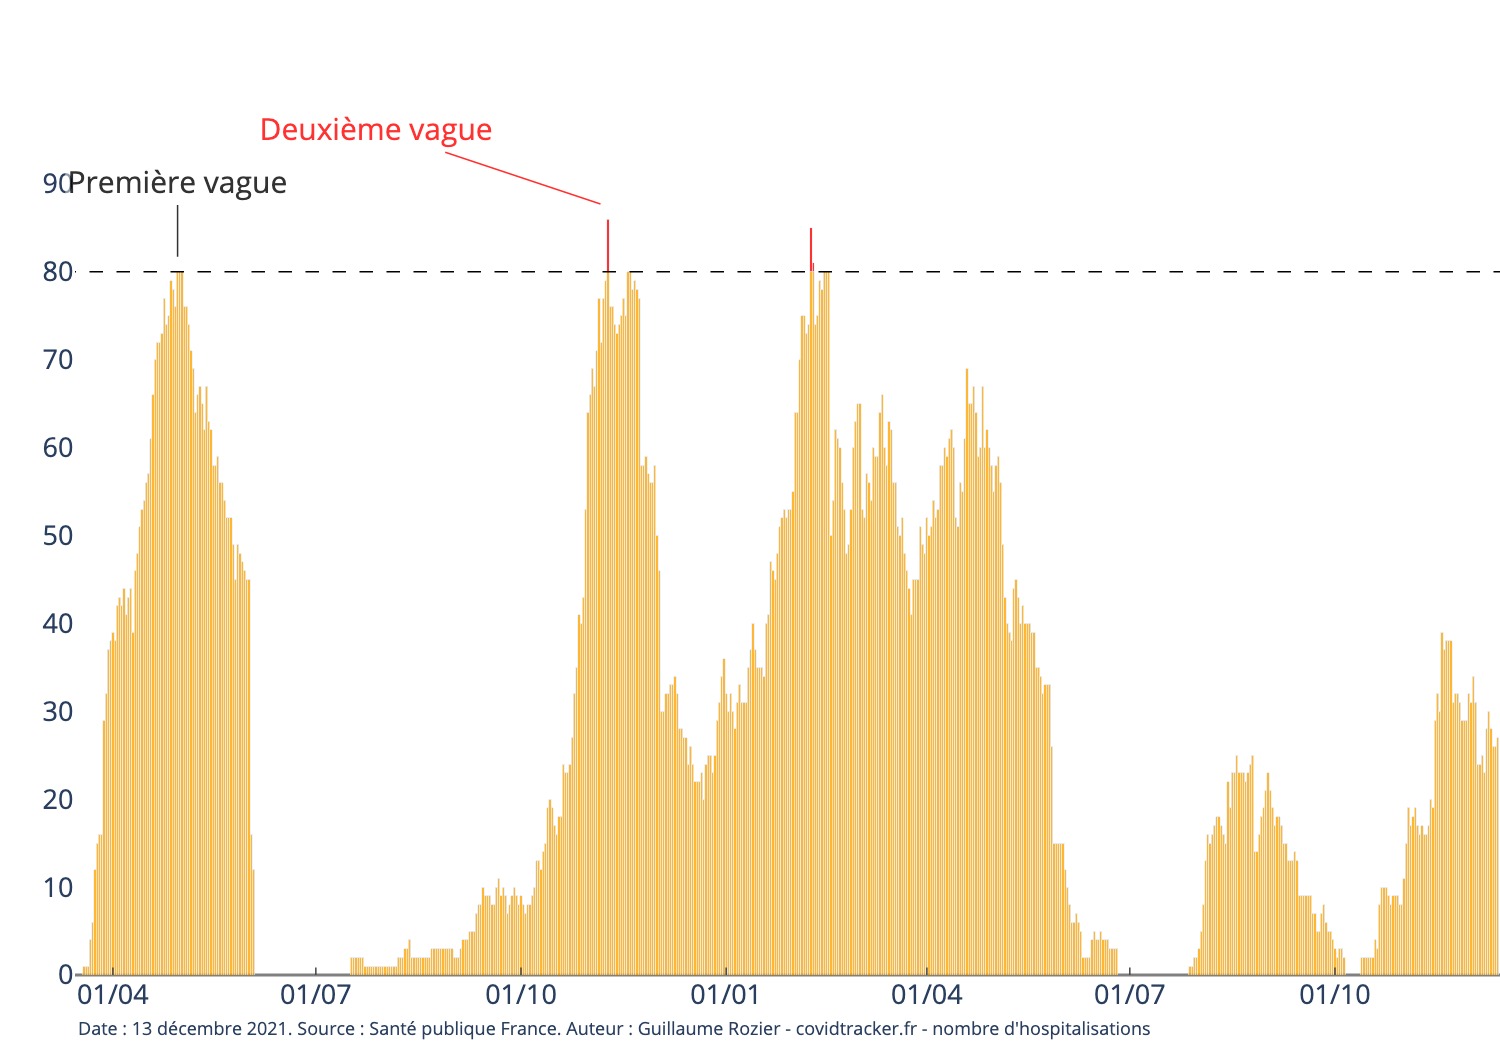 Deuxième vague
90
Première vague
80
70
60
50
40
30
20
10
0
01/04 01/07 01/10 01/01 01/04 01/07 01/10
Date : 13 décembre 2021. Source : Santé publique France. Auteur : Guillaume Rozier - covidtracker.fr - nombre d'hospitalisations